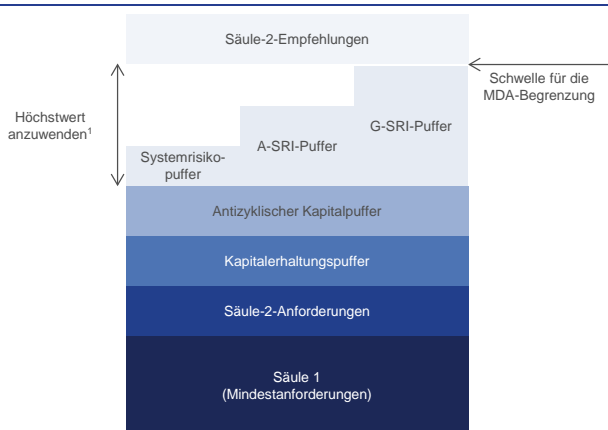 Säule-2-Empfehlungen
Schwelle für die
MDA-Begrenzung
Höchstwert
anzuwenden¹
G-SRI-Puffer
A-SRI-Puffer
Systemrisiko-
puffer
Antizyklischer Kapitalpuffer
Kapitalerhaltungspuffer
Säule-2-Anforderungen
Säule 1
(Mindestanforderungen)